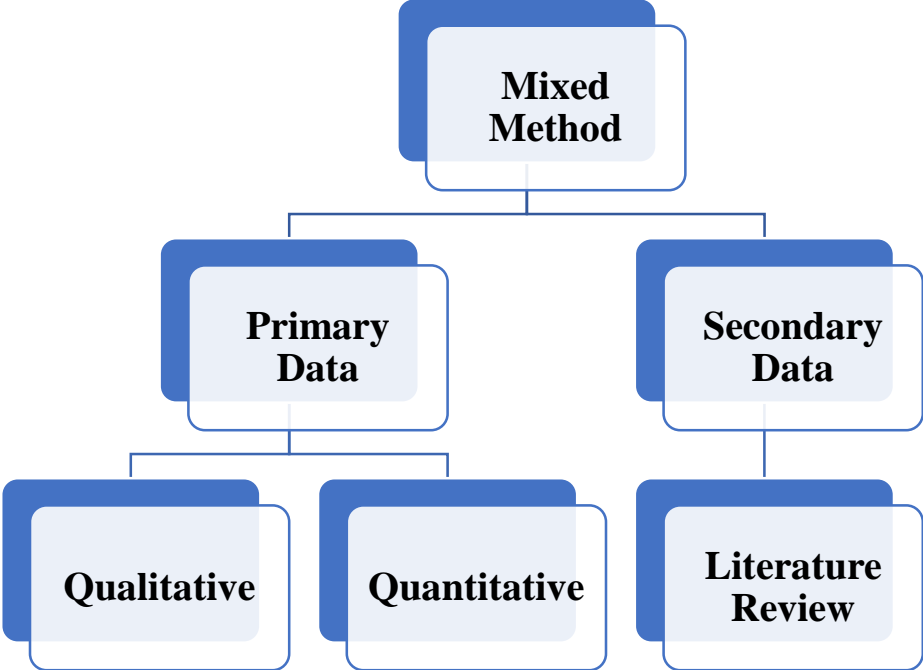 Mixed
Method
Primary
Data
Secondary
Data
Qualitative
Quantitative
Literature
Review